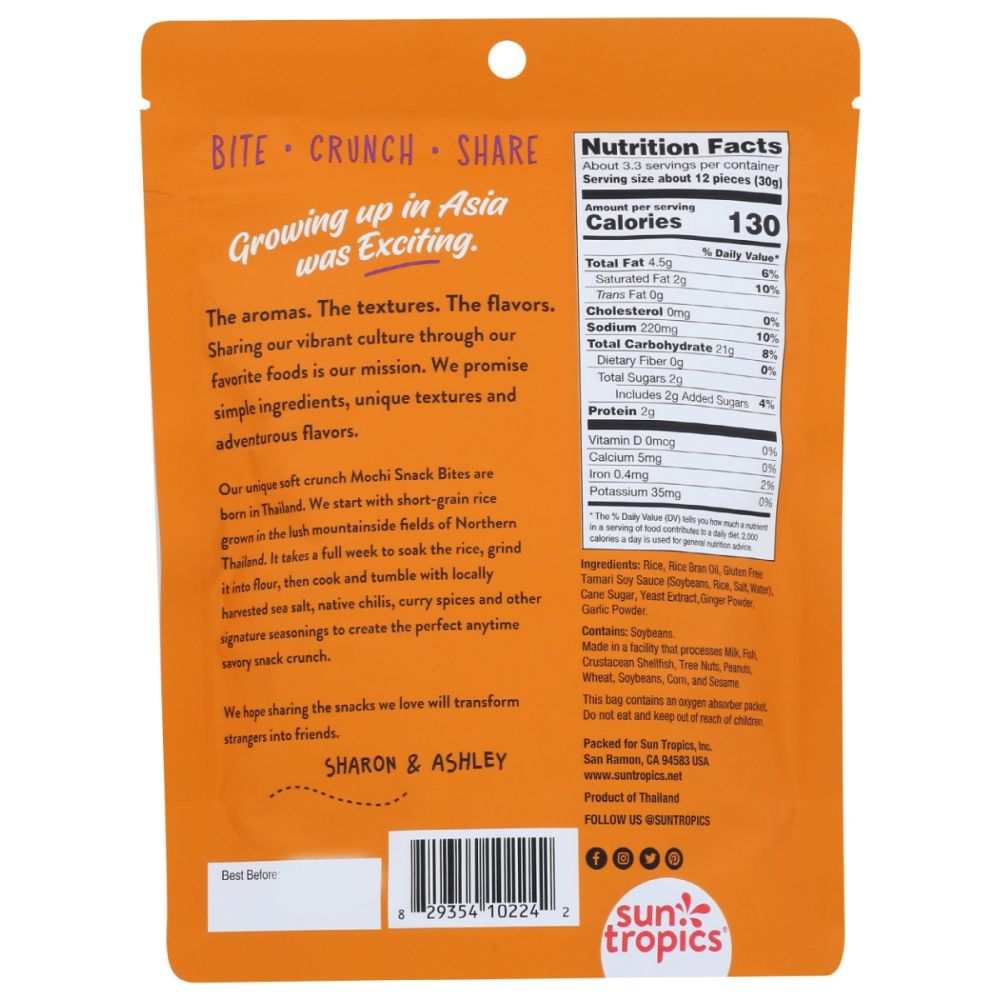 BITE • CRUNCH • SHARE
Growing up in Asia
was Exciting.
The aromas. The textures. The flavors.
Sharing our vibrant culture through our
favorite foods is our mission. We promise
simple ingredients, unique textures and
adventurous flavors.
Our unique soft crunch Mochi Snack Bites are
born in Thailand. We start with short-grain rice
grown in the lush mountainside fields of Northern
Thailand. It takes a full week to soak the rice, grind
it into flour, then cook and tumble with locally
harvested sea salt, native chilis, curry spices and other
signature seasonings to create the perfect anytime
savory snack crunch.
We hope sharing the snacks we love will transform
strangers into friends.
SHARON & ASHLEY
Best Before:
8 29354 10224 2
Nutrition Facts
About 3.3 servings per container
Serving size about 12 pieces (30g)
Amount per serving
Calories 130
% Daily Value*
Total Fat 4.5g 6%
Saturated Fat 2g 10%
Trans Fat 0g
Cholesterol 0mg 0%
Sodium 220mg 10%
Total Carbohydrate 21g 8%
Dietary Fiber 0g 0%
Total Sugars 2g
Includes 2g Added Sugars 4%
Protein 2g
Vitamin D 0mcg 0%
Calcium 5mg 0%
Iron 0.4mg 2%
Potassium 35mg 0%
* The % Daily Value (DV) tells you how much a nutrient
in a serving of food contributes to a daily diet. 2,000
calories a day is used for general nutrition advice.
Ingredients: Rice, Rice Bran Oil, Gluten Free
Tamari Soy Sauce (Soybeans, Rice, Salt, Water),
Cane Sugar, Yeast Extract, Ginger Powder,
Garlic Powder.
Contains: Soybeans.
Made in a facility that processes Milk, Fish,
Crustacean Shellfish, Tree Nuts, Peanuts,
Wheat, Soybeans, Corn, and Sesame.
This bag contains an oxygen absorber packet.
Do not eat and keep out of reach of children.
Packed for Sun Tropics, Inc.
San Ramon, CA 94583 USA
www.suntropics.net
Product of Thailand
FOLLOW US @SUNTROPICS
sun
tropics®